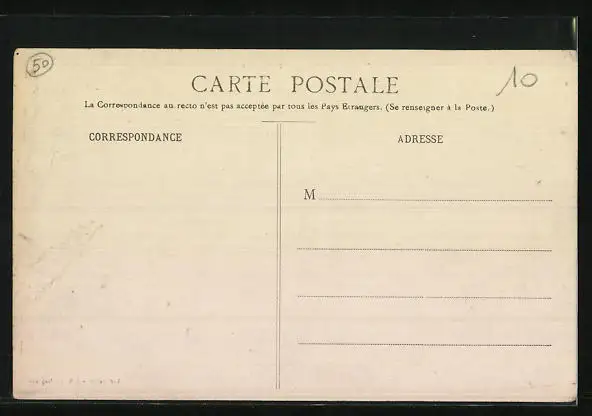 50
10
CARTE POSTALE
La Correspondance au recto n'est pas acceptée par tous les Pays Etrangers. (Se renseigner à la Poste.)
CORRESPONDANCE
ADRESSE
M